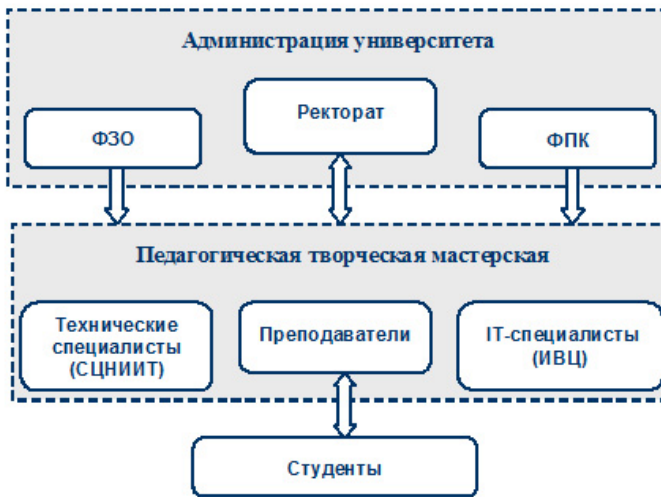 Администрация университета
ФЗО
Ректорат
ФПК
Педагогическая творческая мастерская
Технические
специалисты
(СЦНИИТ)
Преподаватели
IT-специалисты
(ИВЦ)
Студенты